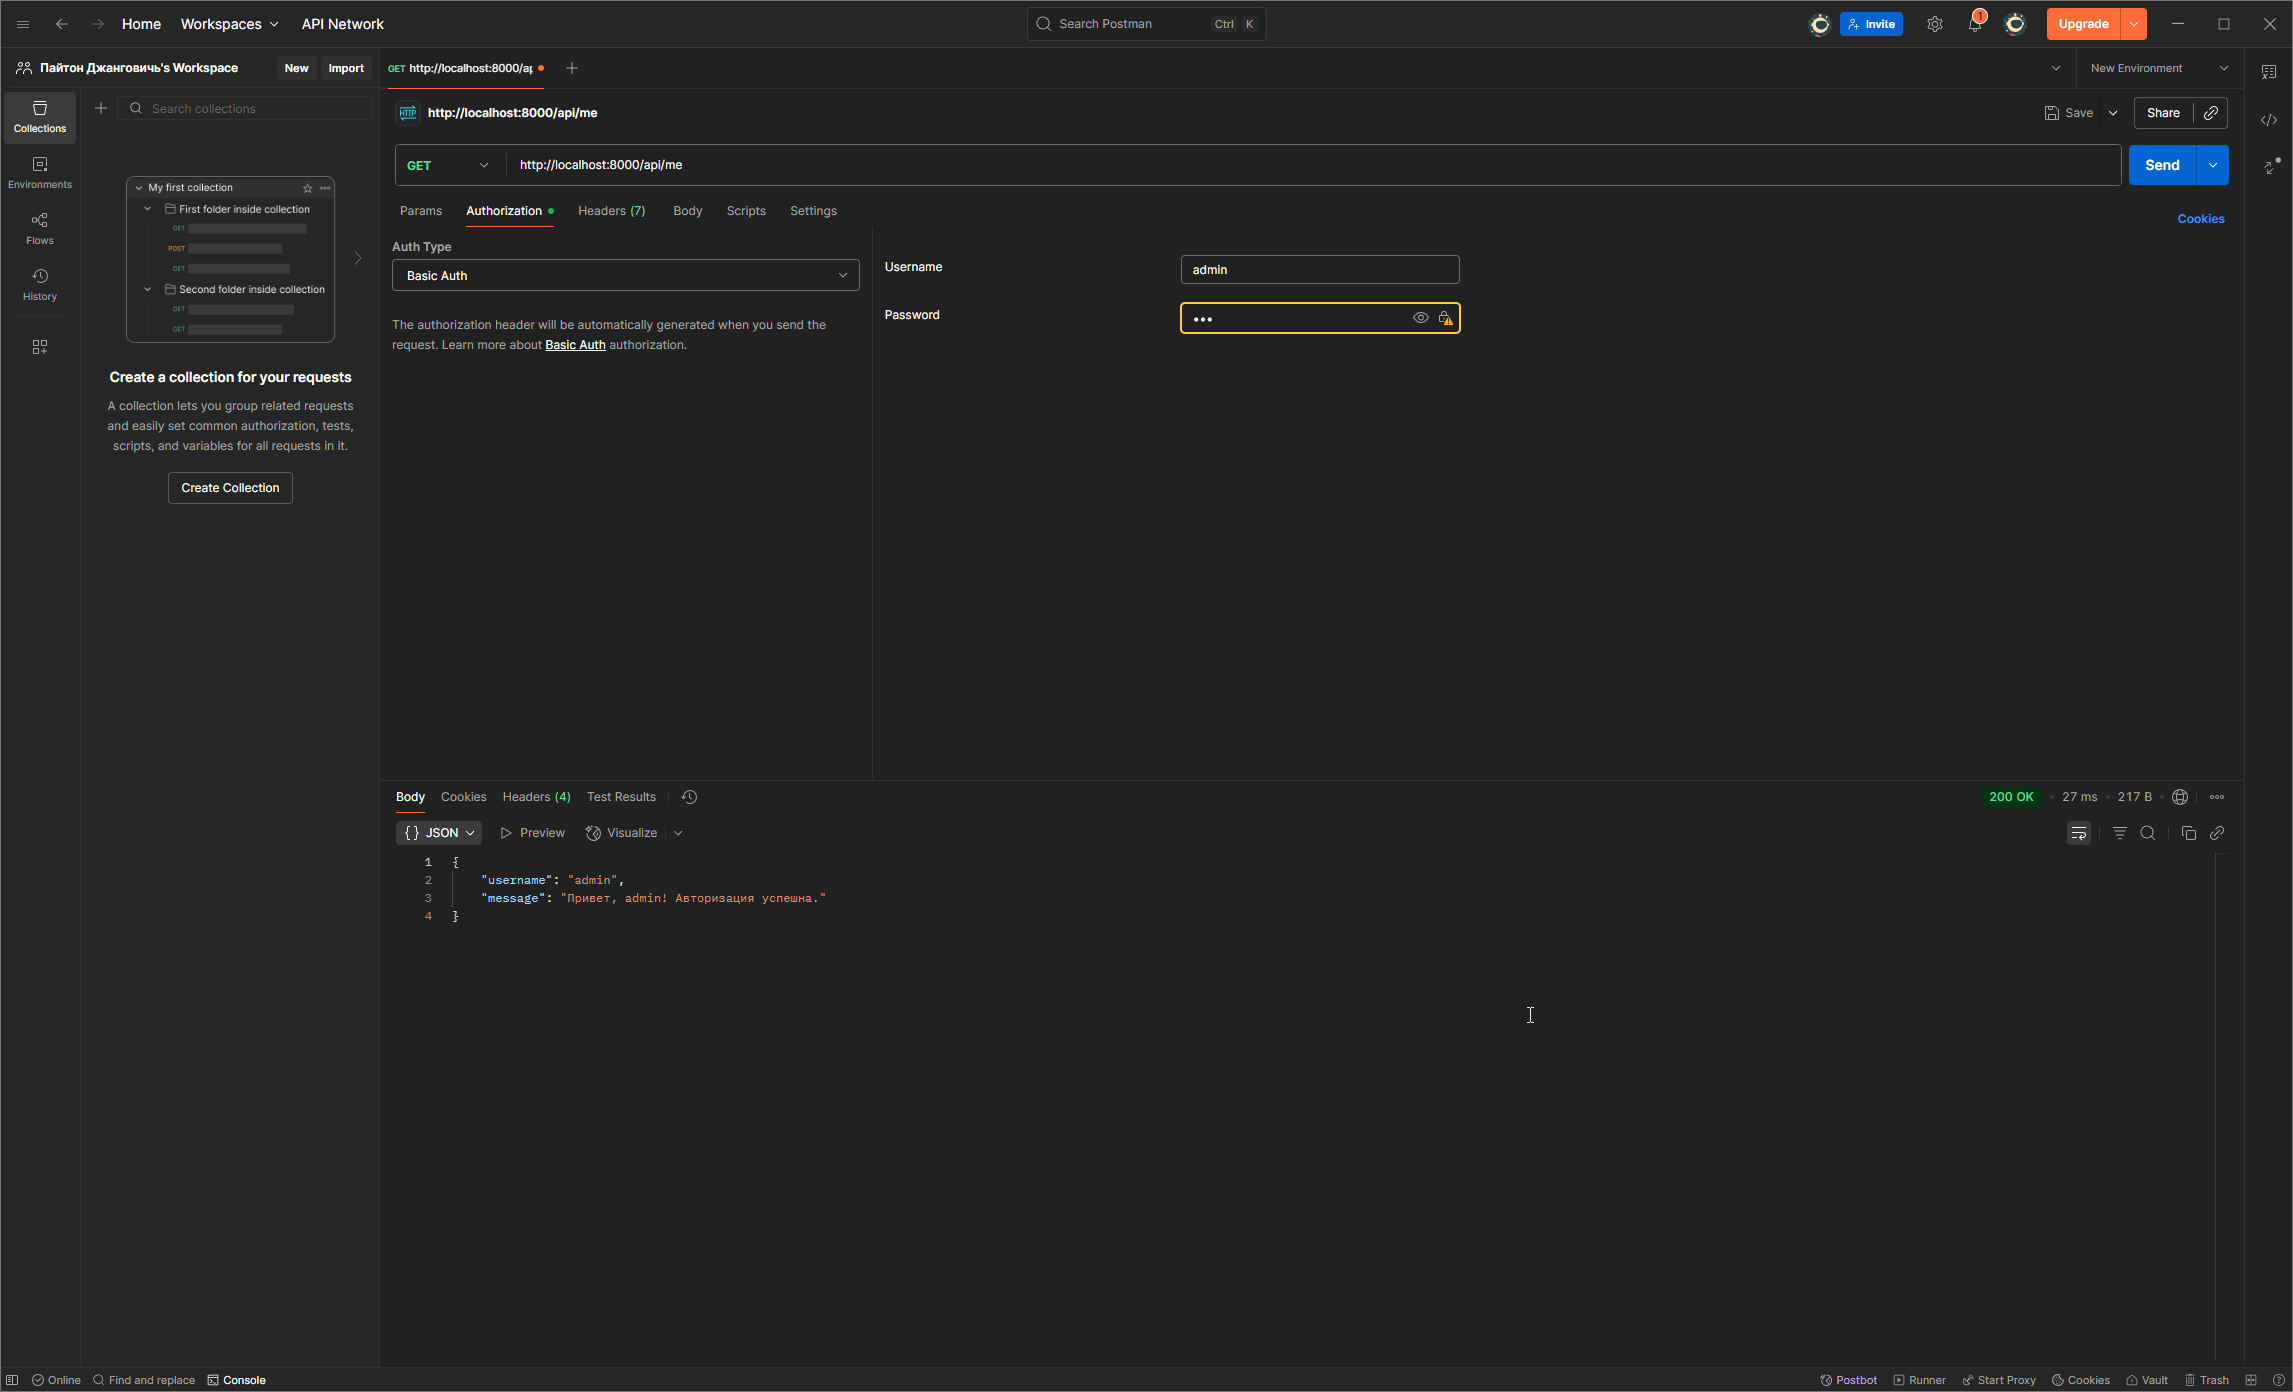 Home Workspaces API Network
Search Postman Ctrl K
Invite
1
Upgrade
Пайтон Джанговичь's Workspace
New Import
GET http://localhost:8000/ap
New Environment
Collections
Environments
Flows
History
Search collections
My first collection
First folder inside collection
GET
POST
GET
Second folder inside collection
GET
GET
Create a collection for your requests
A collection lets you group related requests
and easily set common authorization, tests,
scripts, and variables for all requests in it.
Create Collection
HTTP http://localhost:8000/api/me
Save Share
GET http://localhost:8000/api/me
Send
Params Authorization Headers (7) Body Scripts Settings
Cookies
Auth Type
Basic Auth
The authorization header will be automatically generated when you send the
request. Learn more about Basic Auth authorization.
Username admin
Password •••
Body Cookies Headers (4) Test Results
200 OK • 27 ms • 217 B
{} JSON Preview Visualize
1 {
2 "username": "admin",
3 "message": "Привет, admin! Авторизация успешна."
4 }
Online Find and replace Console
Postbot Runner Start Proxy Cookies Vault Trash